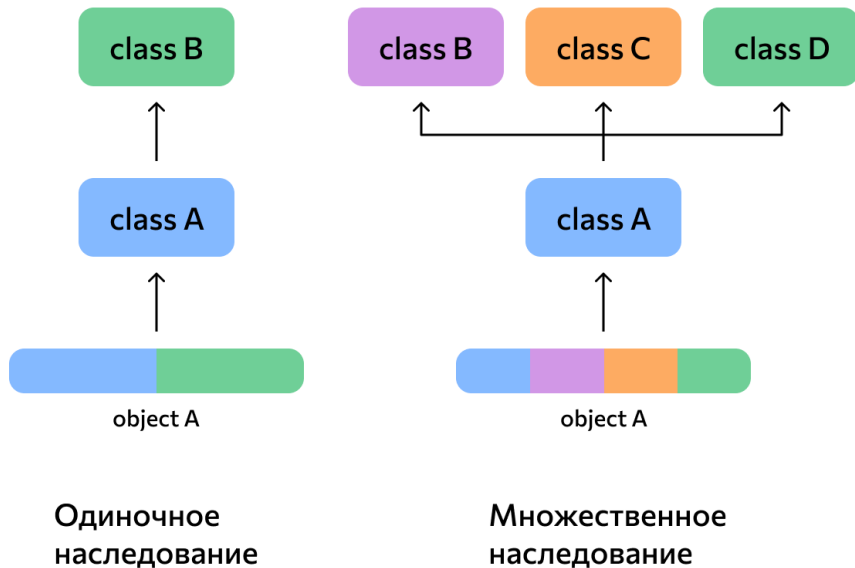 class B
class A
object A
Одиночное
наследование
class B
class C
class D
class A
object A
Множественное
наследование